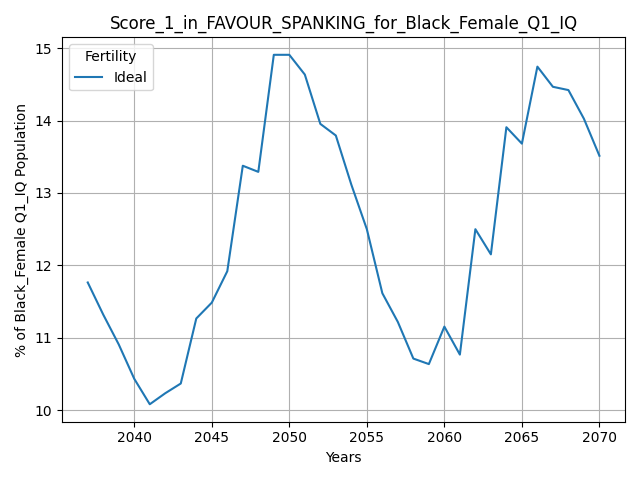 Score_1_in_FAVOUR_SPANKING_for_Black_Female_Q1_IQ
Fertility
Ideal
% of Black_Female Q1_IQ Population
15
14
13
12
11
10
2040
2045
2050
2055
2060
2065
2070
Years